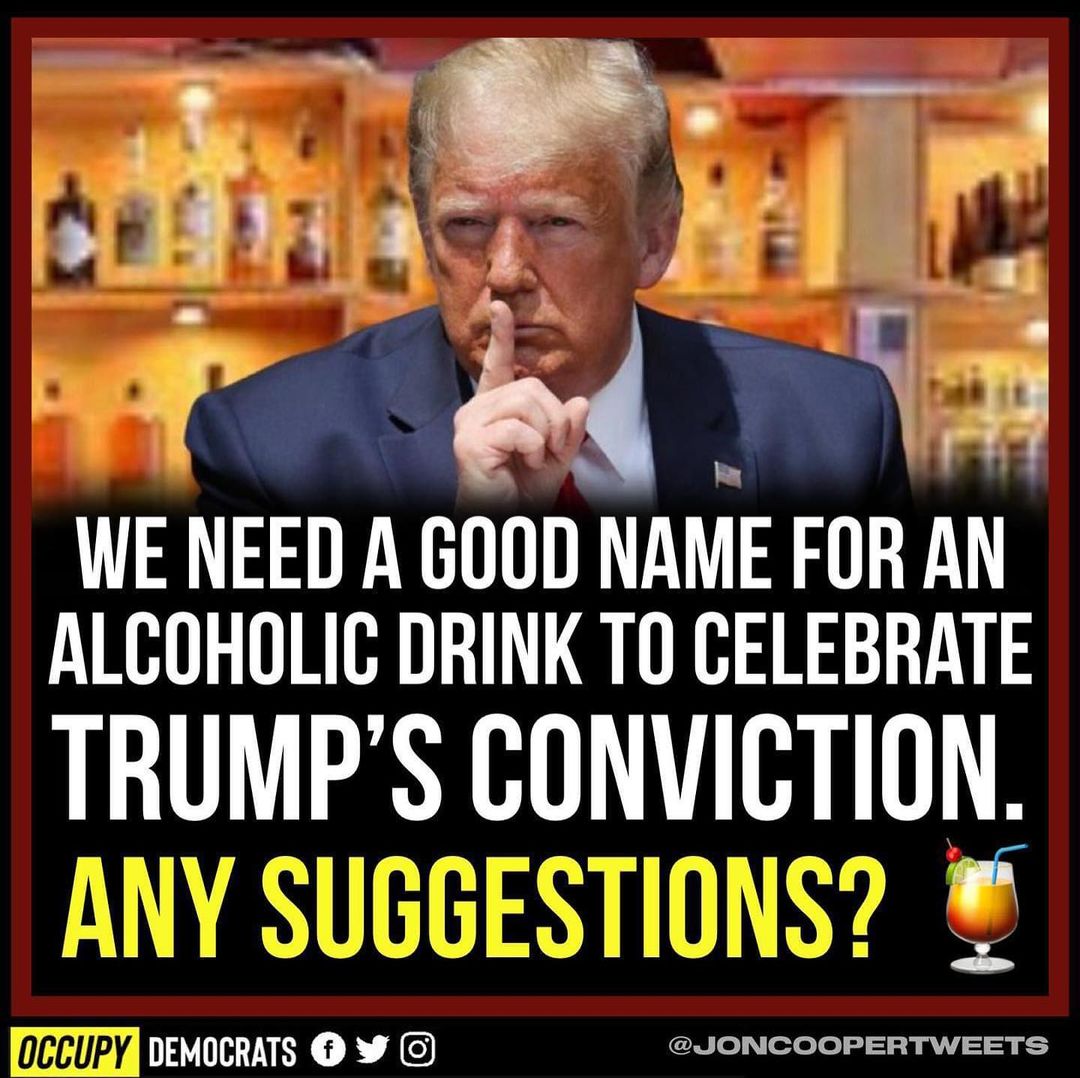 WE NEED A GOOD NAME FOR AN
ALCOHOLIC DRINK TO CELEBRATE
TRUMP'S CONVICTION.
ANY SUGGESTIONS?
OCCUPY DEMOCRATS
@JONCOOPERTWEETS